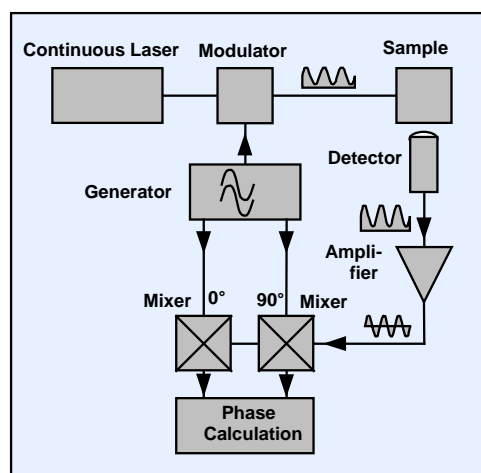 Continuous Laser
Modulator
Sample
Detector
Generator
Ampli-
fier
Mixer
0°
90°
Mixer
Phase
Calculation